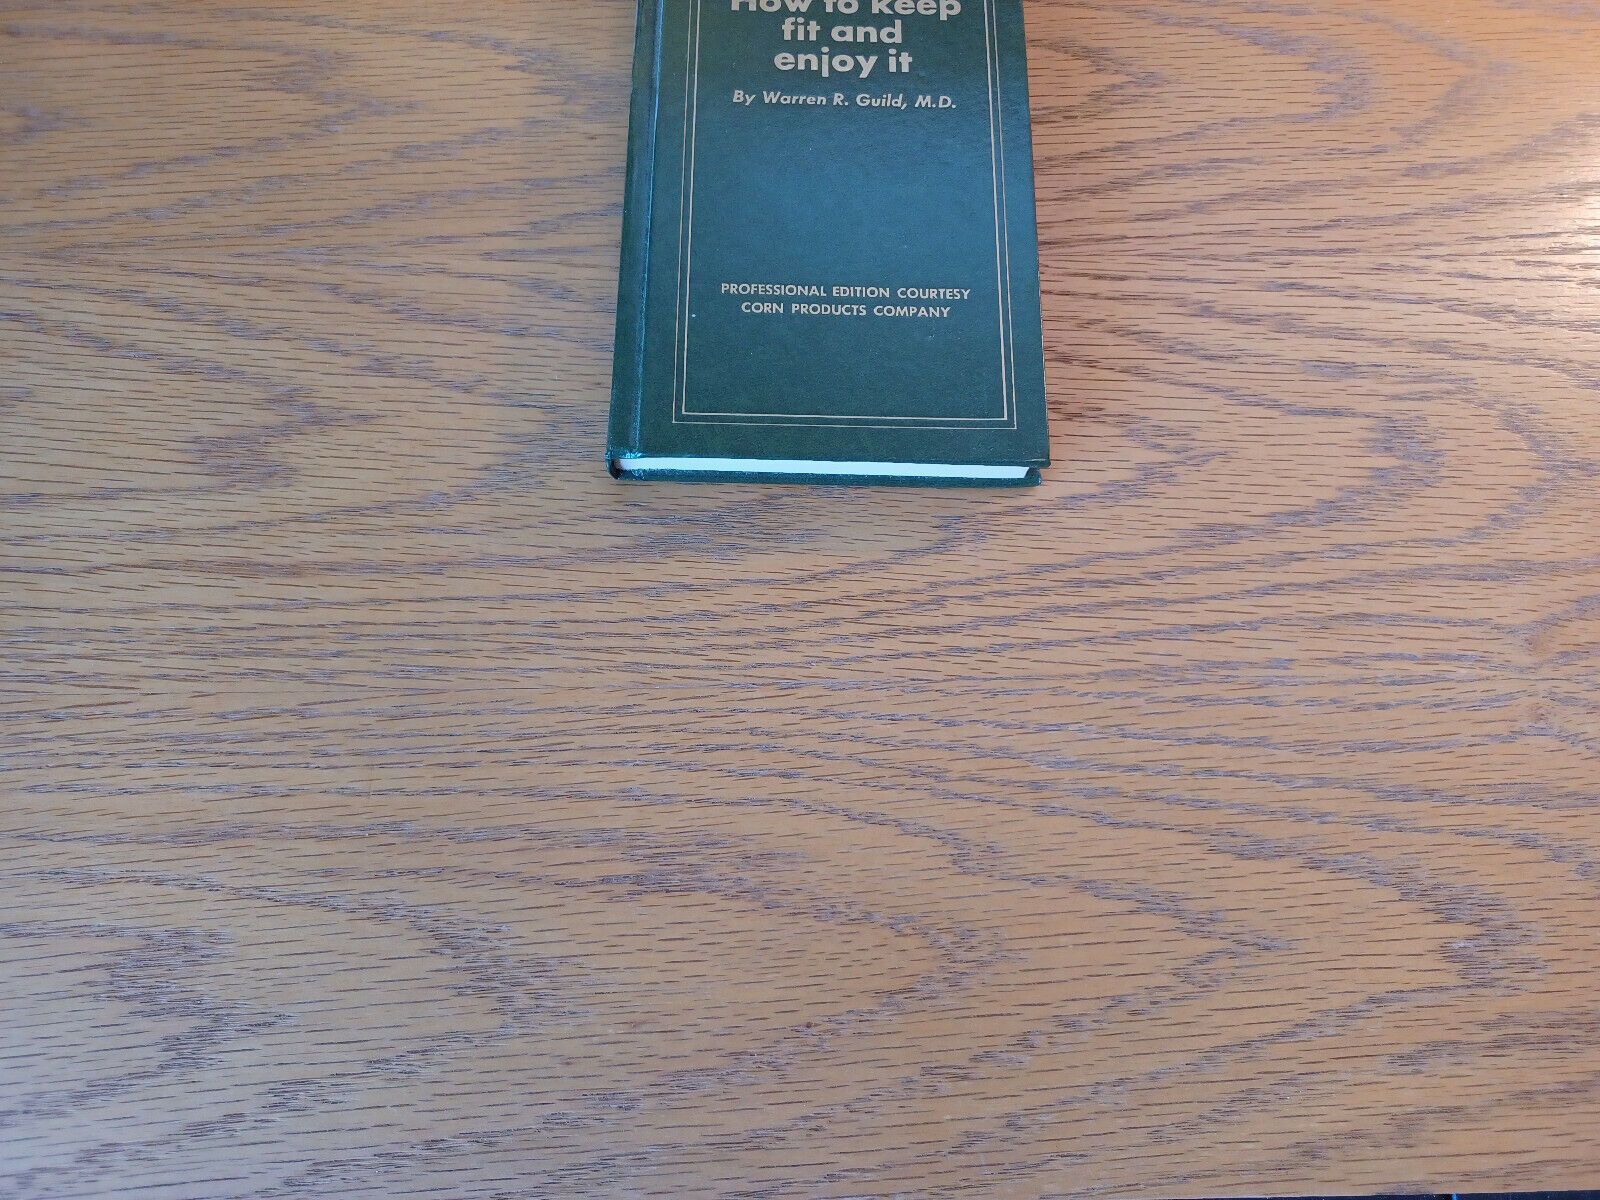 How to keep
fit and
enjoy it
By Warren R. Guild, M.D.
PROFESSIONAL EDITION COURTESY
CORN PRODUCTS COMPANY